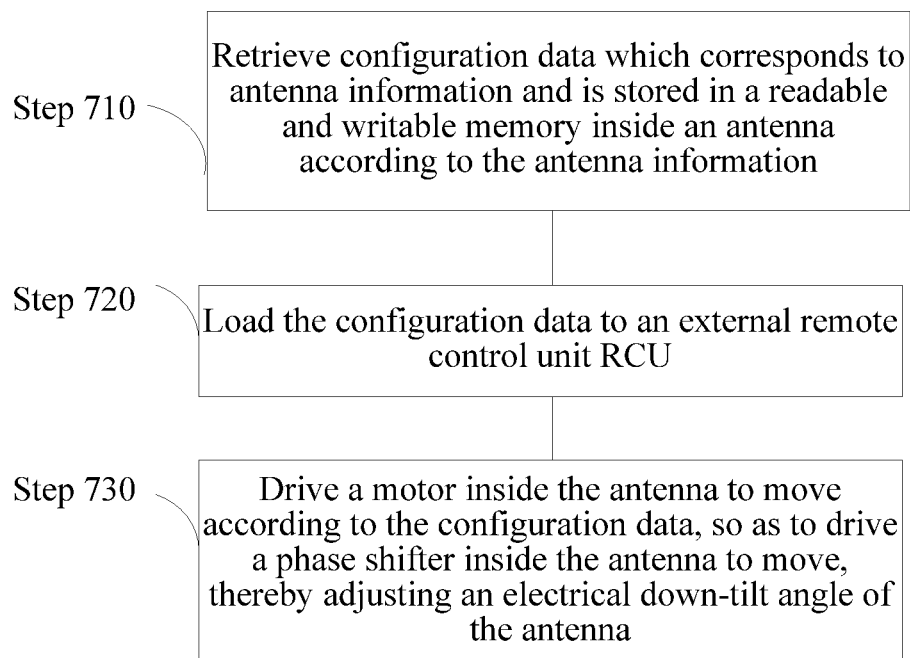 Step 710
Retrieve configuration data which corresponds to
antenna information and is stored in a readable
and writable memory inside an antenna
according to the antenna information
Step 720
Load the configuration data to an external remote
control unit RCU
Step 730
Drive a motor inside the antenna to move
according to the configuration data, so as to drive
a phase shifter inside the antenna to move,
thereby adjusting an electrical down-tilt angle of
the antenna